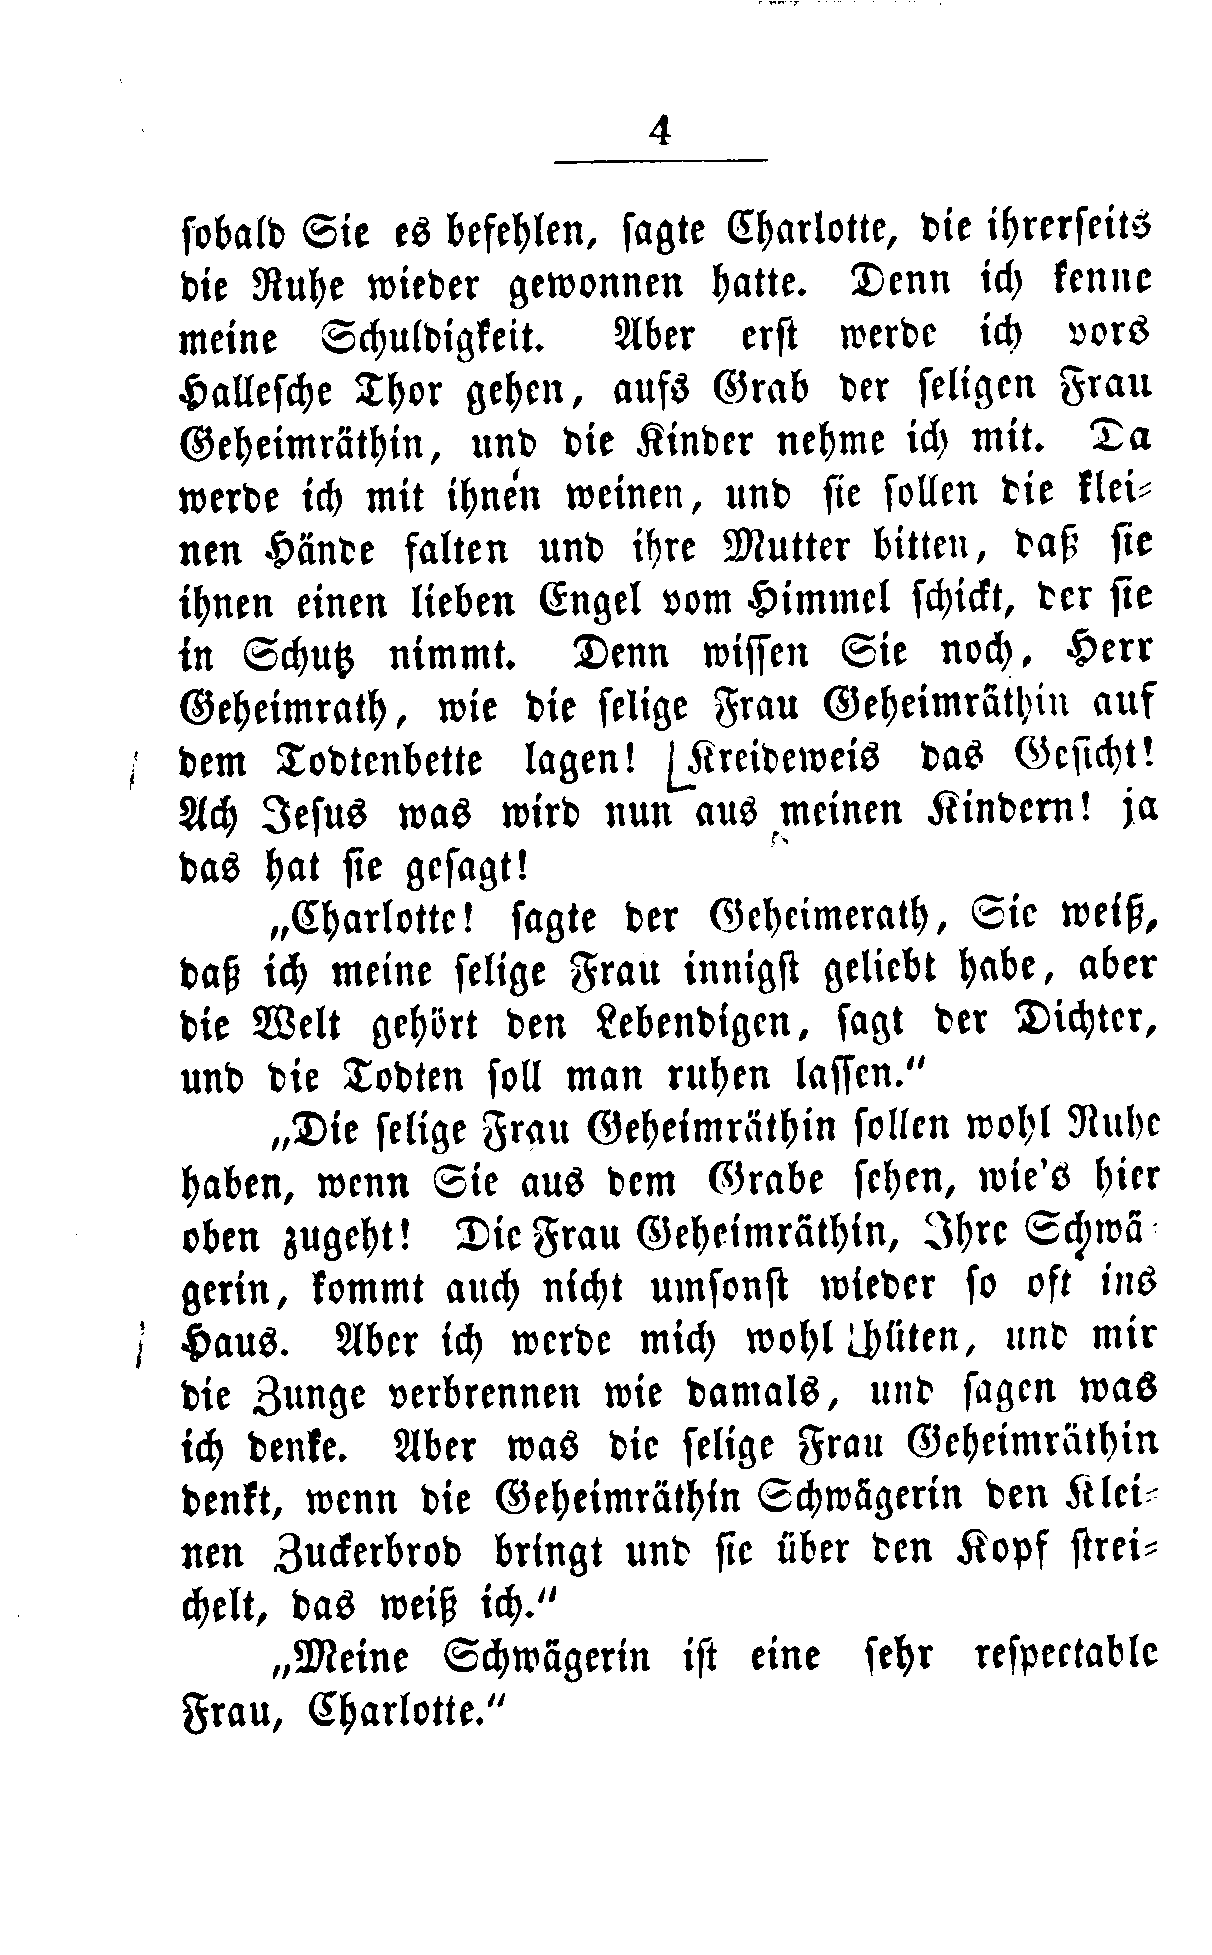 4
sobald Sie es befehlen, sagte Charlotte, die ihrerseits
die Ruhe wieder gewonnen hatte. Denn ich kenne
meine Schuldigkeit. Aber erst werde ich vors
Hallesche Thor gehen, aufs Grab der seligen Frau
Geheimräthin, und die Kinder nehme ich mit. Da
werde ich mit ihnen weinen, und sie sollen die klei-
nen Hände falten und ihre Mutter bitten, daß sie
ihnen einen lieben Engel vom Himmel schickt, der sie
in Schutz nimmt. Denn wissen Sie noch, Herr
Geheimrath, wie die selige Frau Geheimräthin auf
dem Todtenbette lagen! Kreideweis das Gesicht!
Ach Jesus was wird nun aus meinen Kindern! ja
das hat sie gesagt!
„Charlotte! sagte der Geheimerath, Sie weiß,
daß ich meine selige Frau innigst geliebt habe, aber
die Welt gehört den Lebendigen, sagt der Dichter,
und die Todten soll man ruhen lassen.“
„Die selige Frau Geheimräthin sollen wohl Ruhe
haben, wenn Sie aus dem Grabe sehen, wie's hier
oben zugeht! Die Frau Geheimräthin, Ihre Schwä-
gerin, kommt auch nicht umsonst wieder so oft ins
Haus. Aber ich werde mich wohl hüten, und mir
die Zunge verbrennen wie damals, und sagen was
ich denke. Aber was die selige Frau Geheimräthin
denkt, wenn die Geheimräthin Schwägerin den Klei-
nen Zuckerbrod bringt und sie über den Kopf strei-
chelt, das weiß ich.“
„Meine Schwägerin ist eine sehr respectable
Frau, Charlotte.“